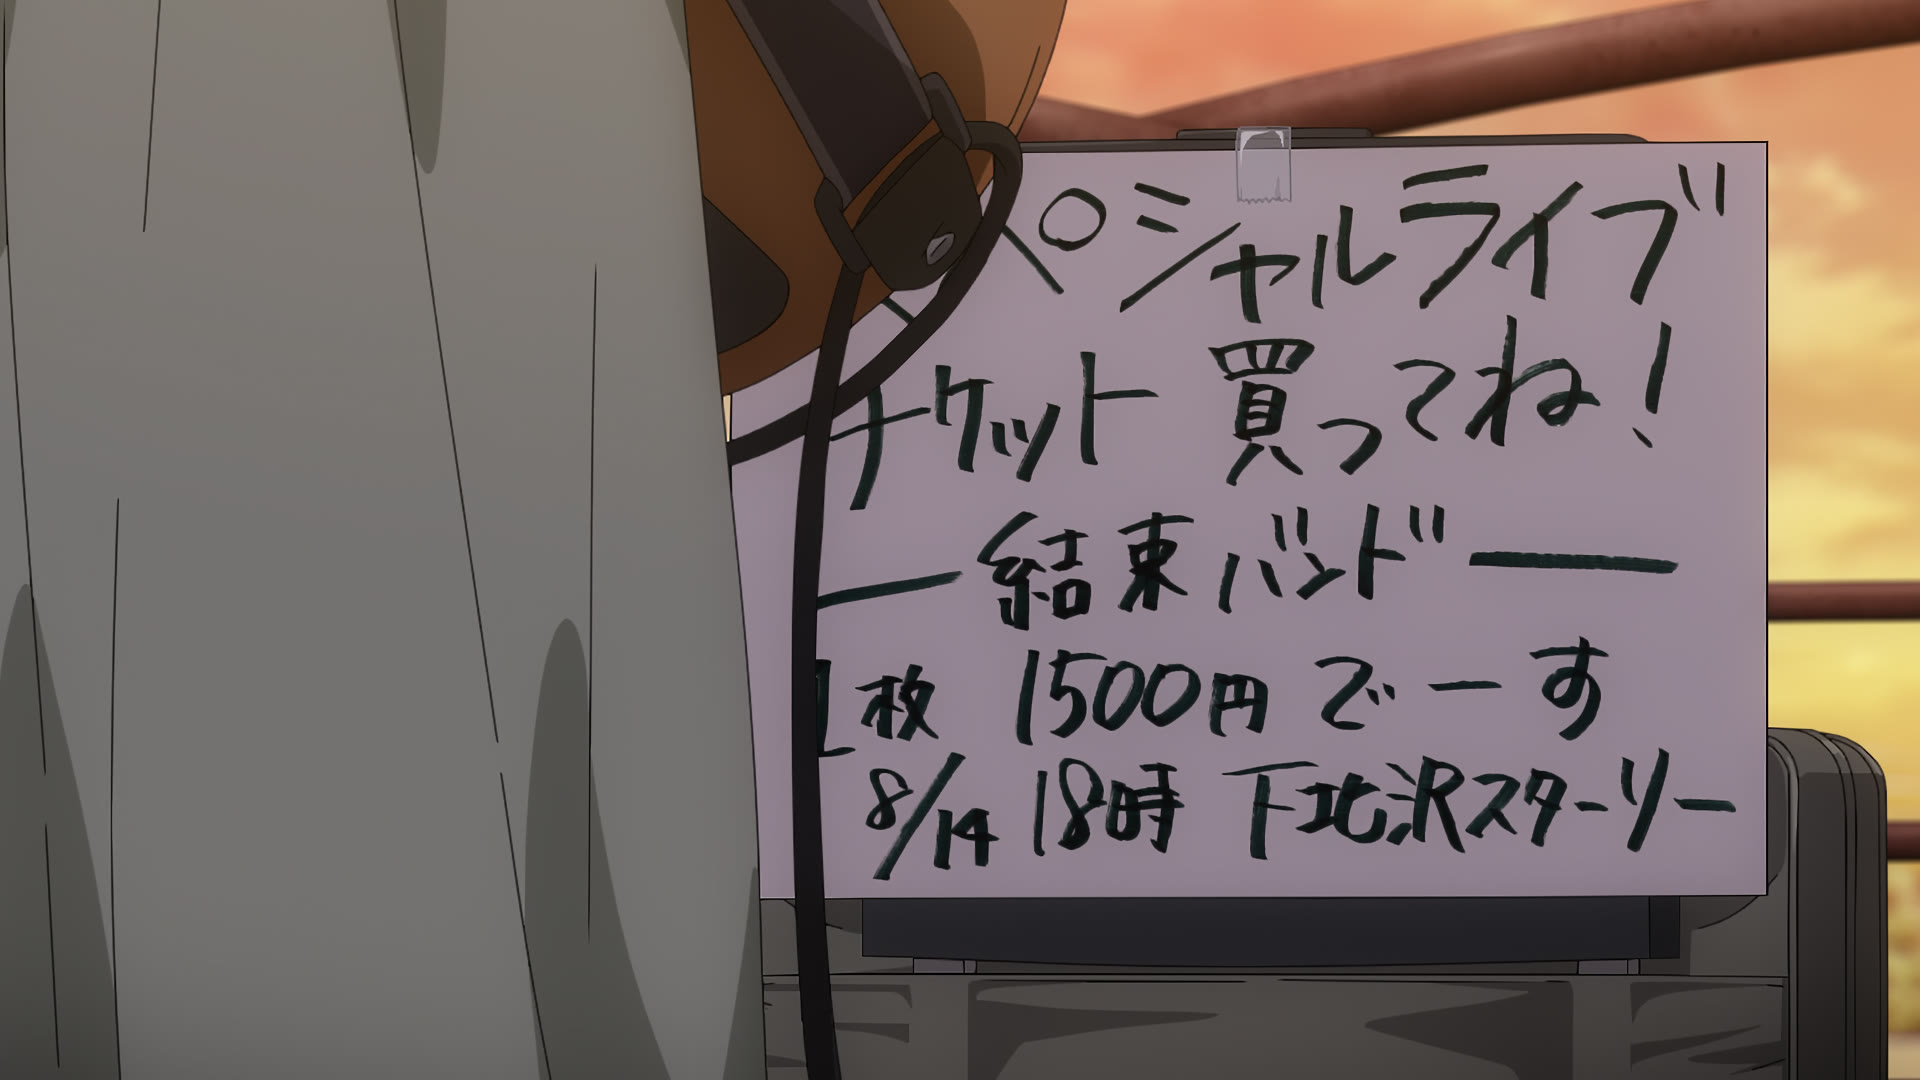 ペシャルライブ
チケット 買ってね!
― 結束バンド ―
1枚 1500円 でーす
8/14 18時 下北沢スターリー